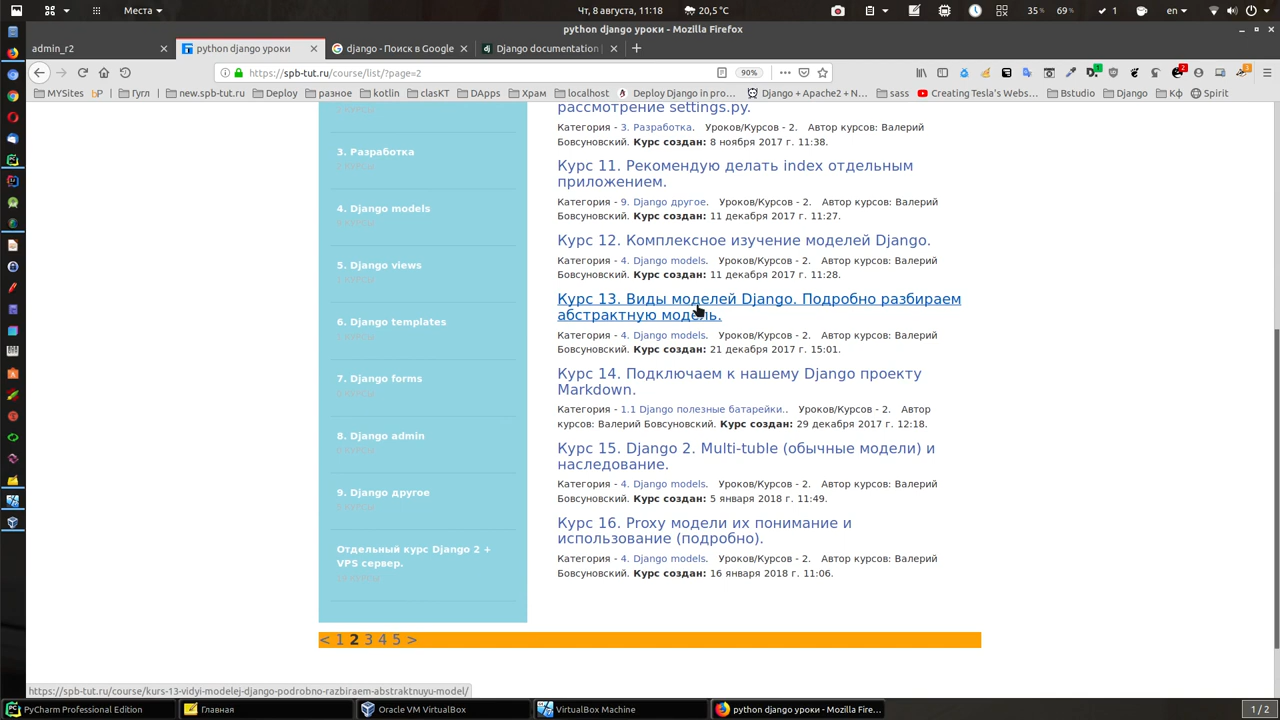 Места
Чт, 8 августа, 11:18
20,5 °C
35%
69%
en
python django уроки - Mozilla Firefox
admin_r2
python django уроки
django - Поиск в Google
Django documentation
https://spb-tut.ru/course/list/?page=2
90%
MYSites
Гугл
new.spb-tut.ru
Deploy
разное
kotlin
clasKT
DApps
Храм
localhost
Deploy Django in pro...
Django + Apache2 + N...
sass
Creating Tesla's Webs...
Bstudio
Django
Кф
Spirit
3. Разработка
4. Django models
5. Django views
6. Django templates
7. Django forms
8. Django admin
9. Django другое
Отдельный курс Django 2 +
VPS сервер.
рассмотрение settings.py.
Категория - 3. Разработка. Уроков/Курсов - 2. Автор курсов: Валерий
Бовсуновский. Курс создан: 8 ноября 2017 г. 11:38.
Курс 11. Рекомендую делать index отдельным
приложением.
Категория - 9. Django другое. Уроков/Курсов - 2. Автор курсов: Валерий
Бовсуновский. Курс создан: 11 декабря 2017 г. 11:27.
Курс 12. Комплексное изучение моделей Django.
Категория - 4. Django models. Уроков/Курсов - 2. Автор курсов: Валерий
Бовсуновский. Курс создан: 11 декабря 2017 г. 11:28.
Курс 13. Виды моделей Django. Подробно разбираем
абстрактную модель.
Категория - 4. Django models. Уроков/Курсов - 2. Автор курсов: Валерий
Бовсуновский. Курс создан: 21 декабря 2017 г. 15:01.
Курс 14. Подключаем к нашему Django проекту
Markdown.
Категория - 1.1 Django полезные батарейки.. Уроков/Курсов - 2. Автор
курсов: Валерий Бовсуновский. Курс создан: 29 декабря 2017 г. 12:18.
Курс 15. Django 2. Multi-tuble (обычные модели) и
наследование.
Категория - 4. Django models. Уроков/Курсов - 2. Автор курсов: Валерий
Бовсуновский. Курс создан: 5 января 2018 г. 11:49.
Курс 16. Proxy модели их понимание и
использование (подробно).
Категория - 4. Django models. Уроков/Курсов - 2. Автор курсов: Валерий
Бовсуновский. Курс создан: 16 января 2018 г. 11:06.
< 1 2 3 4 5 >
https://spb-tut.ru/course/kurs-13-vidyi-modelej-django-podrobno-razbiraem-abstraktnuyu-model/
PyCharm Professional Edition
Главная
Oracle VM VirtualBox
VirtualBox Machine
python django уроки - Mozilla Fire...
1 / 2